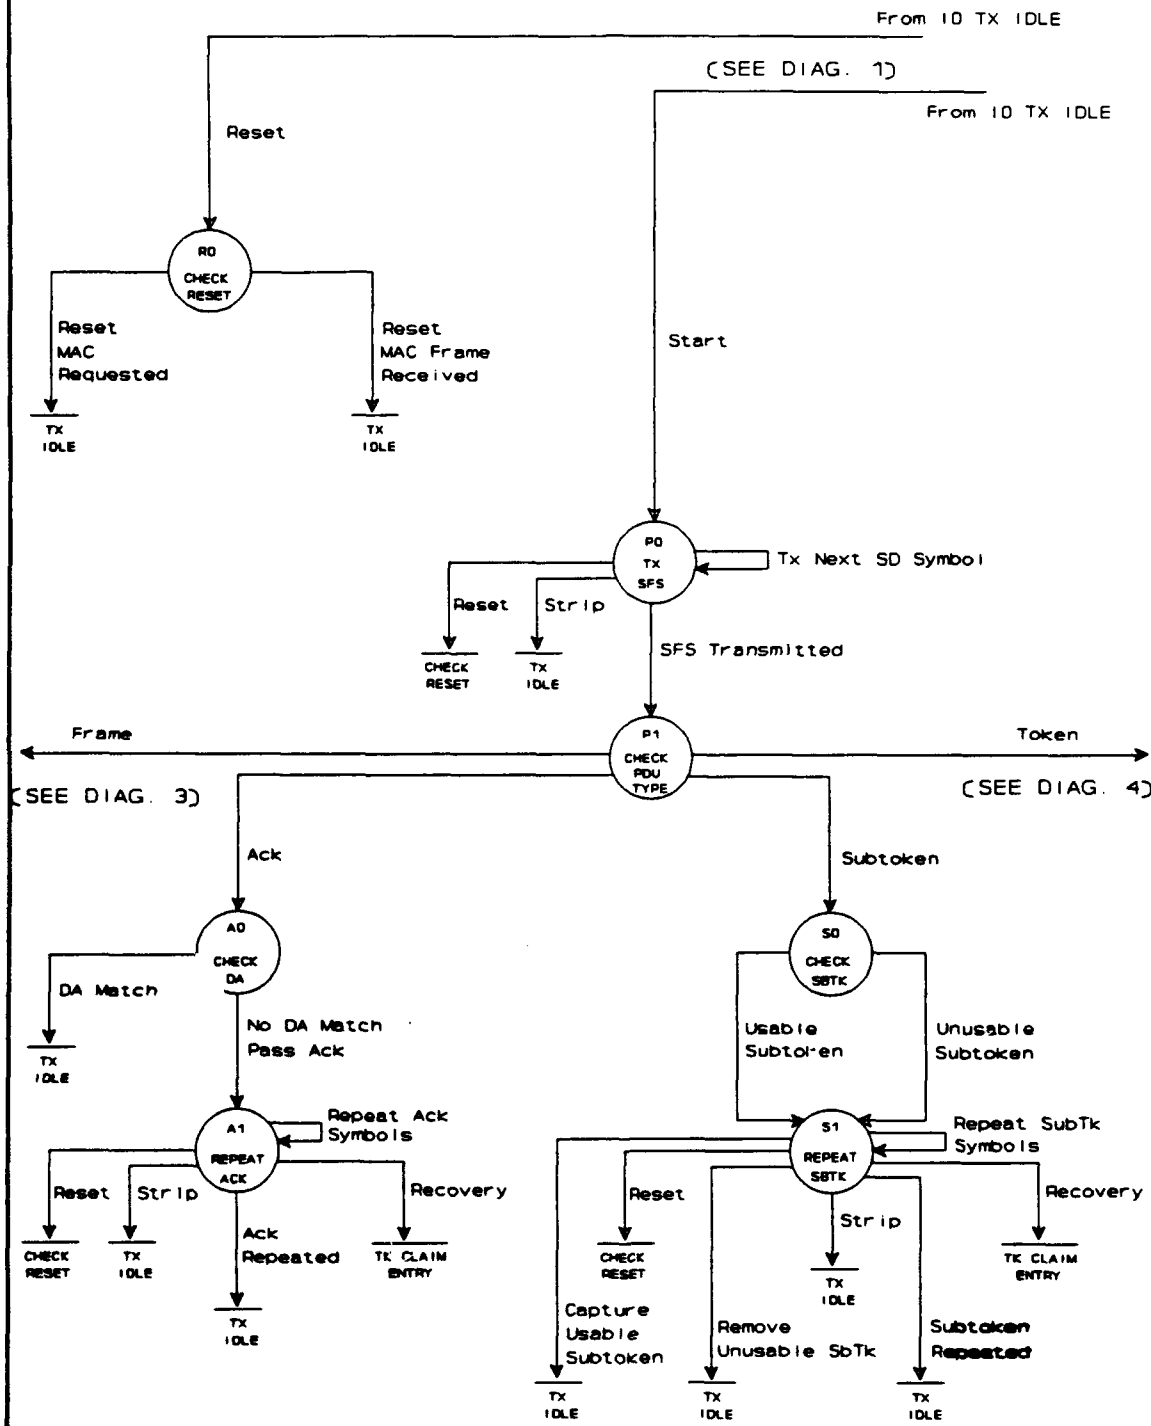 From IO TX IDLE
(SEE DIAG. 1)
From IO TX IDLE
Reset
R0
CHECK
RESET
Reset
MAC
Requested
Reset
MAC Frame
Received
TX
IDLE
TX
IDLE
Start
P0
TX
SFS
Tx Next SD Symbol
Reset
Strip
CHECK
RESET
TX
IDLE
SFS Transmitted
P1
CHECK
PDU
TYPE
Frame
Token
(SEE DIAG. 3)
(SEE DIAG. 4)
Ack
Subtoken
A0
CHECK
DA
S0
CHECK
SBTK
DA Match
TX
IDLE
No DA Match
Pass Ack
Usable
Subtoken
Unusable
Subtoken
A1
REPEAT
ACK
Repeat Ack
Symbols
S1
REPEAT
SBTK
Repeat SubTk
Symbols
Reset
Strip
Ack
Repeated
Recovery
CHECK
RESET
TX
IDLE
TX
IDLE
TK CLAIM
ENTRY
Reset
Strip
Recovery
CHECK
RESET
TX
IDLE
TK CLAIM
ENTRY
Capture
Usable
Subtoken
Remove
Unusable SbTk
Subtoken
Repeated
TX
IDLE
TX
IDLE
TX
IDLE